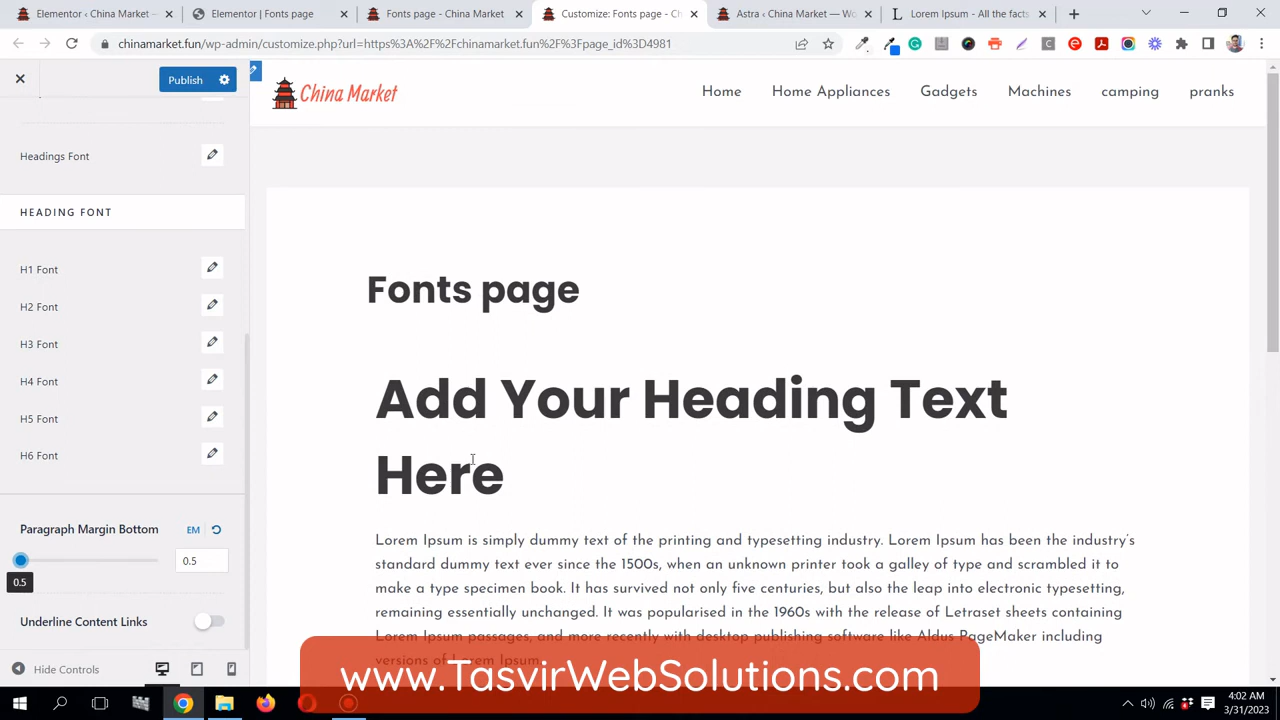 Elementor ‹ Fonts page
Elementor | Fonts page
Fonts page - China Market
Customize: Fonts page - Ch
Astra ‹ China Market — Wo
Lorem Ipsum - All the facts
chinamarket.fun/wp-admin/customize.php?url=https%3A%2F%2Fchinamarket.fun%2F%3Fpage_id%3D4981
Publish
China Market
Home
Home Appliances
Gadgets
Machines
camping
pranks
Headings Font
HEADING FONT
H1 Font
H2 Font
H3 Font
H4 Font
H5 Font
H6 Font
Paragraph Margin Bottom
EM
0.5
0.5
Underline Content Links
Hide Controls
Fonts page
Add Your Heading Text
Here
Lorem Ipsum is simply dummy text of the printing and typesetting industry. Lorem Ipsum has been the industry's
standard dummy text ever since the 1500s, when an unknown printer took a galley of type and scrambled it to
make a type specimen book. It has survived not only five centuries, but also the leap into electronic typesetting,
remaining essentially unchanged. It was popularised in the 1960s with the release of Letraset sheets containing
Lorem Ipsum passages, and more recently with desktop publishing software like Aldus PageMaker including
versions of Lorem Ipsum.
www.TasvirWebSolutions.com
4:02 AM
3/31/2023